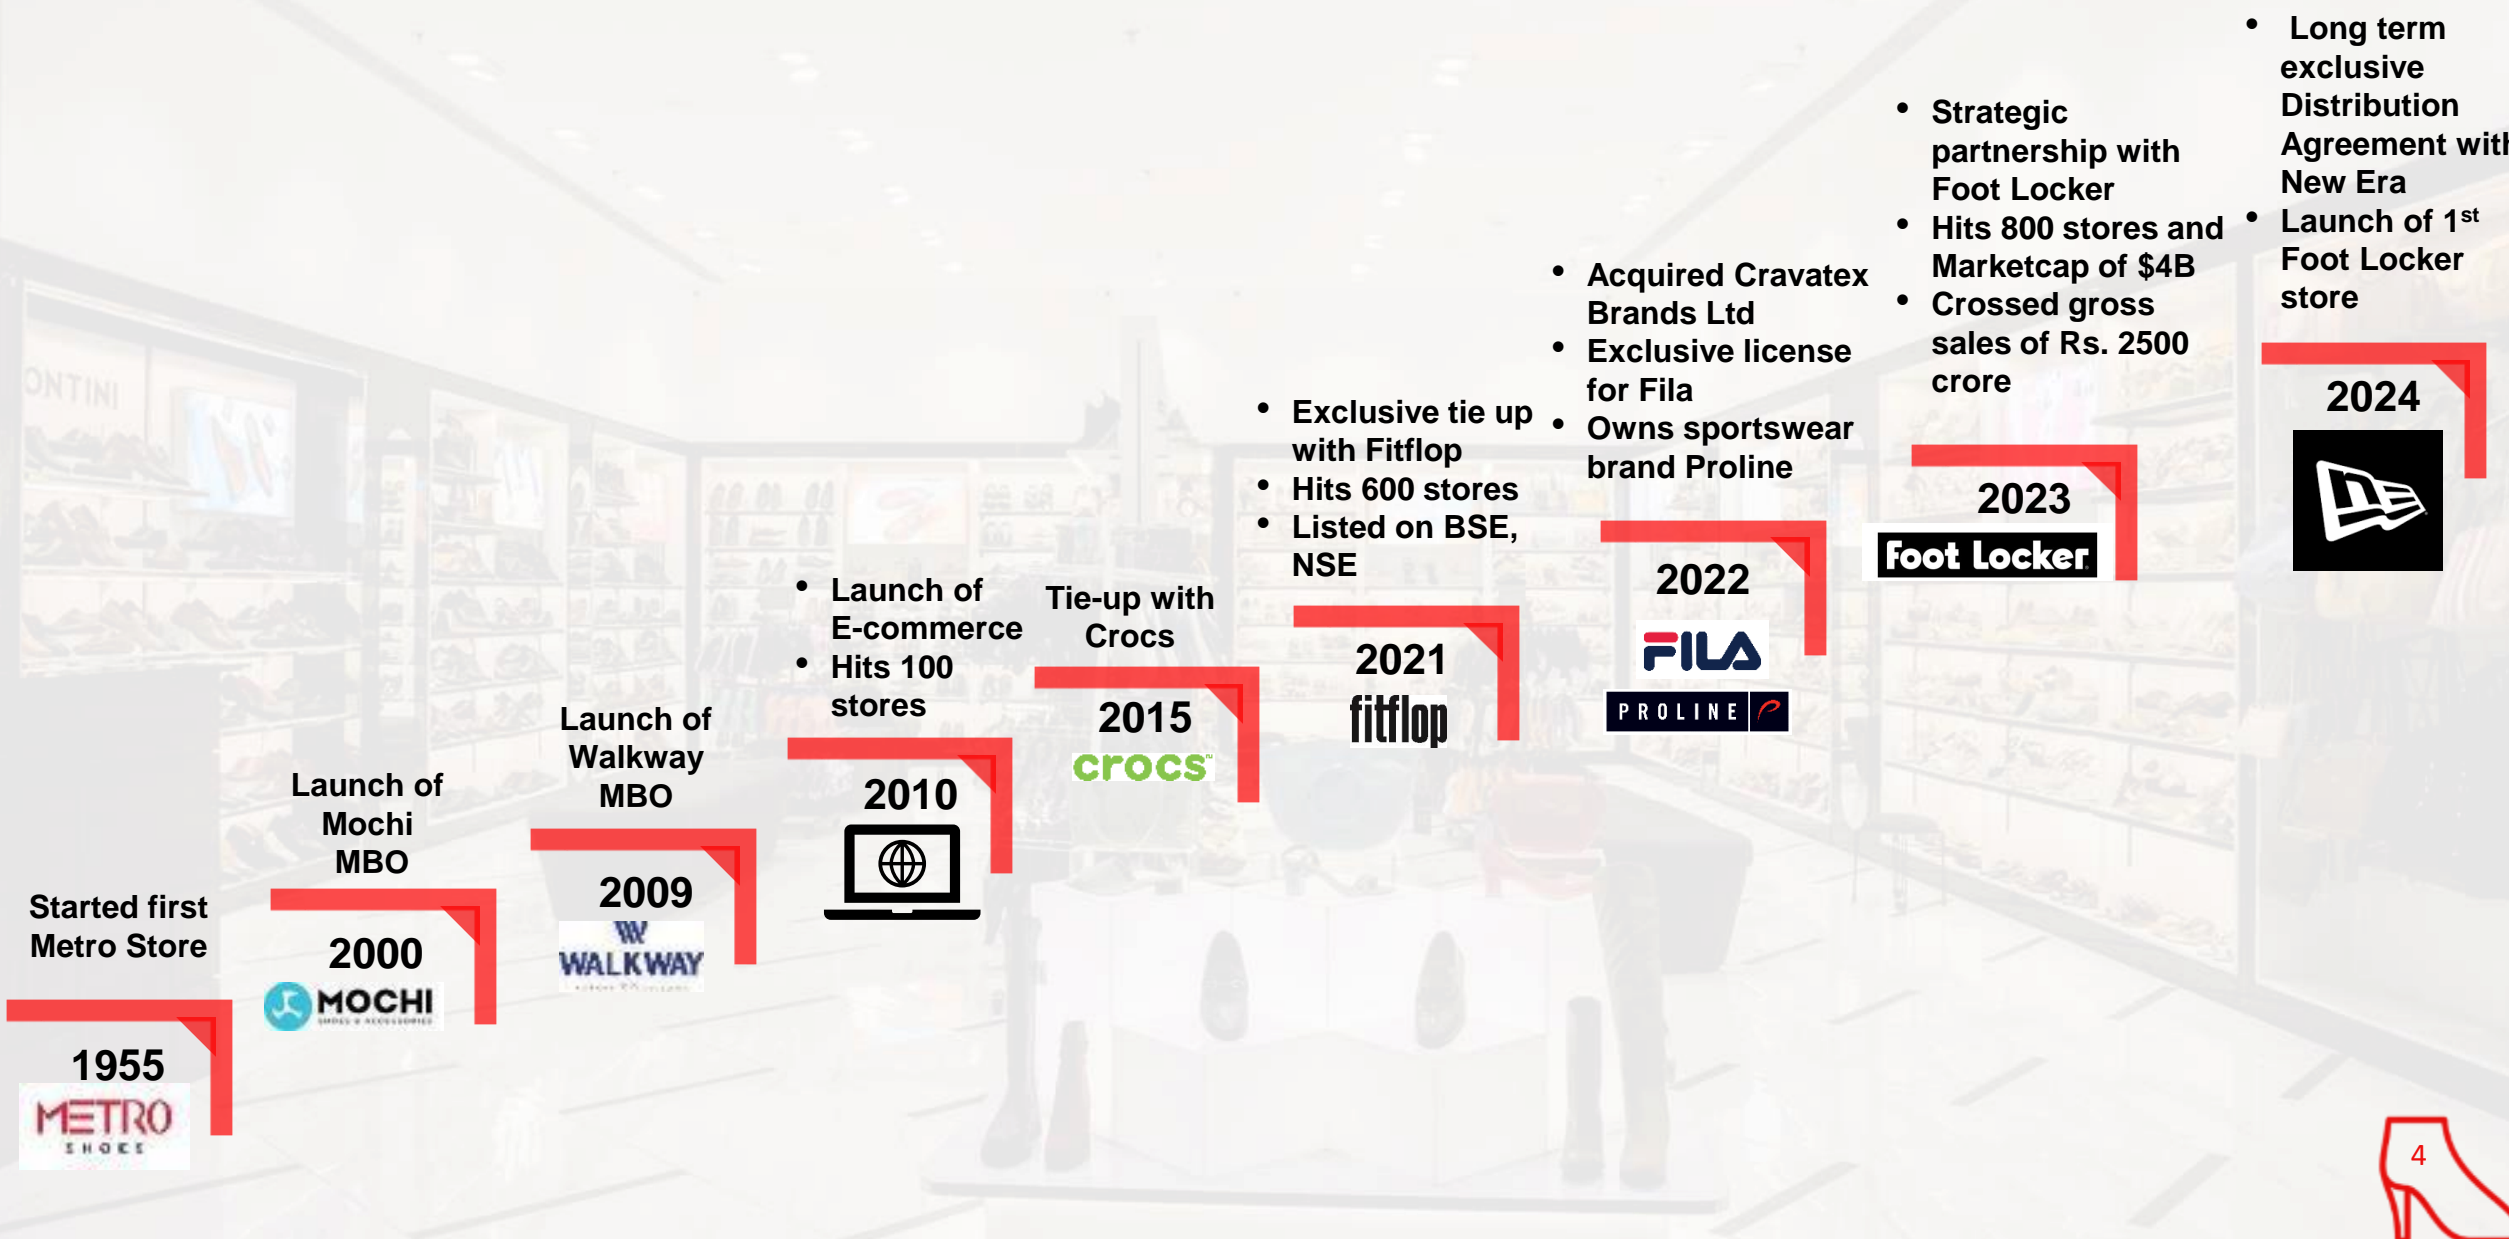 Started first
Metro Store
1955
METRO
SHOES
Launch of
Mochi
MBO
2000
MOCHI
SHOES & ACCESSORIES
Launch of
Walkway
MBO
2009
WALKWAY
• Launch of
E-commerce
• Hits 100
stores
2010
Tie-up with
Crocs
2015
crocs™
• Exclusive tie up
with Fitflop
• Hits 600 stores
• Listed on BSE,
NSE
2021
fitflop
• Acquired Cravatex
Brands Ltd
• Exclusive license
for Fila
• Owns sportswear
brand Proline
2022
FILA
PROLINE
• Strategic
partnership with
Foot Locker
• Hits 800 stores and
Marketcap of $4B
• Crossed gross
sales of Rs. 2500
crore
2023
Foot Locker
• Long term
exclusive
Distribution
Agreement with
New Era
• Launch of 1st
Foot Locker
store
2024
ONTINI
4